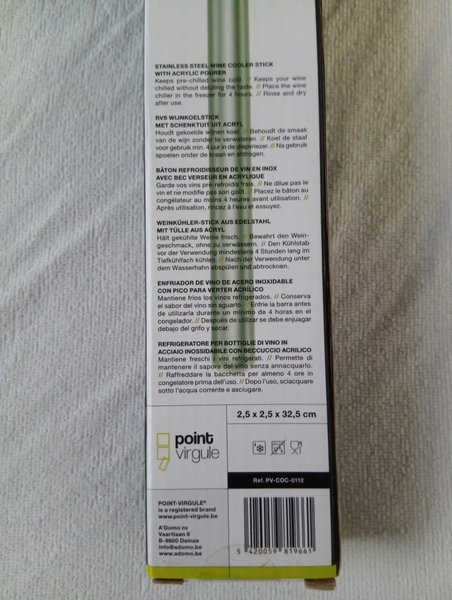 STAINLESS STEEL WINE COOLER STICK
WITH ACRYLIC POURER
Keeps pre-chilled wine cold. // Keeps your wine
chilled without deluting the taste. // Place the wine
chiller in the freezer for 4 hours. // Rinse and dry
after use.
RVS WIJNKOELSTICK
MET SCHENKTUIT UIT ACRYL
Houdt gekoelde wijnen koel. // Behoudt de smaak
van de wijn zonder te verwateren. // Koel de staaf
voor gebruik min. 4 uur in de diepvriezer. // Na gebruik
spoelen onder de kraan en afdrogen.
BÂTON REFROIDISSEUR DE VIN EN INOX
AVEC BEC VERSEUR EN ACRYLIQUE
Garde vos vins pré-refroidis frais. // Ne dilue pas le
vin et ne modifie pas son goût. // Placez le bâton au
congélateur au moins 4 heures avant utilisation. //
Après utilisation, rincez à l'eau et essuyez.
WEINKÜHLER-STICK AUS EDELSTAHL
MIT TÜLLE AUS ACRYL
Hält gekühlte Weine frisch. // Bewahrt den Wein-
geschmack, ohne zu verwässern. // Den Kühlstab
vor der Verwendung mindestens 4 Stunden lang im
Tiefkühlfach kühlen. // Nach der Verwendung unter
dem Wasserhahn abspülen und abtrocknen.
ENFRIADOR DE VINO DE ACERO INOXIDABLE
CON PICO PARA VERTER ACRÍLICO
Mantiene fríos los vinos refrigerados. // Conserva
el sabor del vino sin aguarlo. // Enfríe la barra antes
de utilizarla durante un mínimo de 4 horas en el
congelador. // Después de utilizar se debe enjuagar
debajo del grifo y secar.
REFRIGERATORE PER BOTTIGLIE DI VINO IN
ACCIAIO INOSSIDABILE CON BECCUCCIO ACRILICO
Mantiene freschi i vini refrigerati. // Permette di
mantenere il sapore del vino senza annacquarlo.
// Raffreddare la bacchetta per almeno 4 ore in
congelatore prima dell'uso. // Dopo l'uso, sciacquare
sotto l'acqua corrente e asciugare.
2,5 x 2,5 x 32,5 cm
point
virgule
Ref. PV-COC-0112
POINT-VIRGULE®
is a registered brand
www.point-virgule.be
A'Domo nv
Vaartlaan 9
B-9800 Deinze
info@adomo.be
www.adomo.be
5 420059 819661